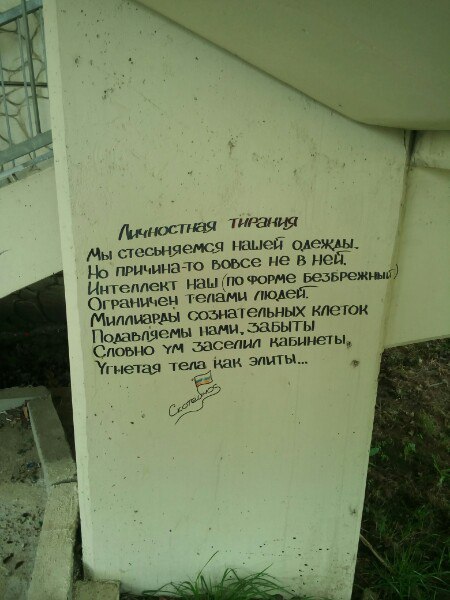 Личностная тирания
Мы стесьняемся нашей одежды.
Но причина-то вовсе не в ней.
Интеллект наш (по форме безбрежный)
Ограничен телами людей.
Миллиарды сознательных клеток
Подавляемы нами, забыты
Словно ум заселил кабинеты,
Угнетая тела как элиты...